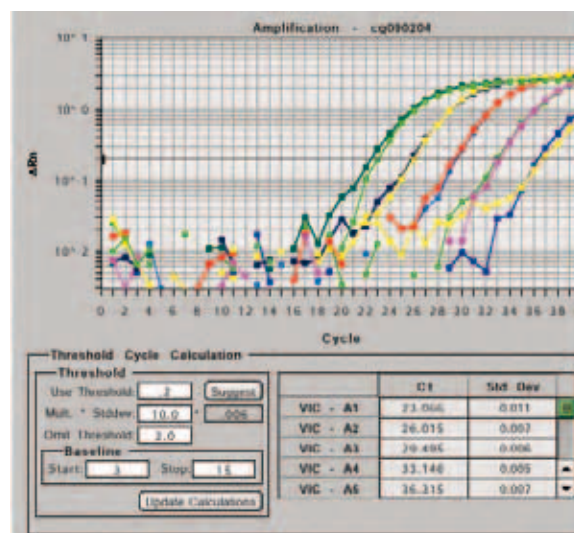 Amplification - cg090204
10^ 1
10^ 0
10^-1
10^-2
ΔRn
0 2 4 6 8 10 12 14 16 18 20 22 24 26 28 30 32 34 36 38
Cycle
Threshold Cycle Calculation
Threshold
Use Threshold: .2 Suggest
Mult. * Stddev: 10.0 * .006
Omit Threshold: 2.0
Baseline
Start: 3 Stop: 15
Update Calculations
Ct Std Dev
VIC - A1 23.066 0.011
VIC - A2 26.015 0.007
VIC - A3 29.485 0.006
VIC - A4 33.140 0.005
VIC - A5 36.215 0.007